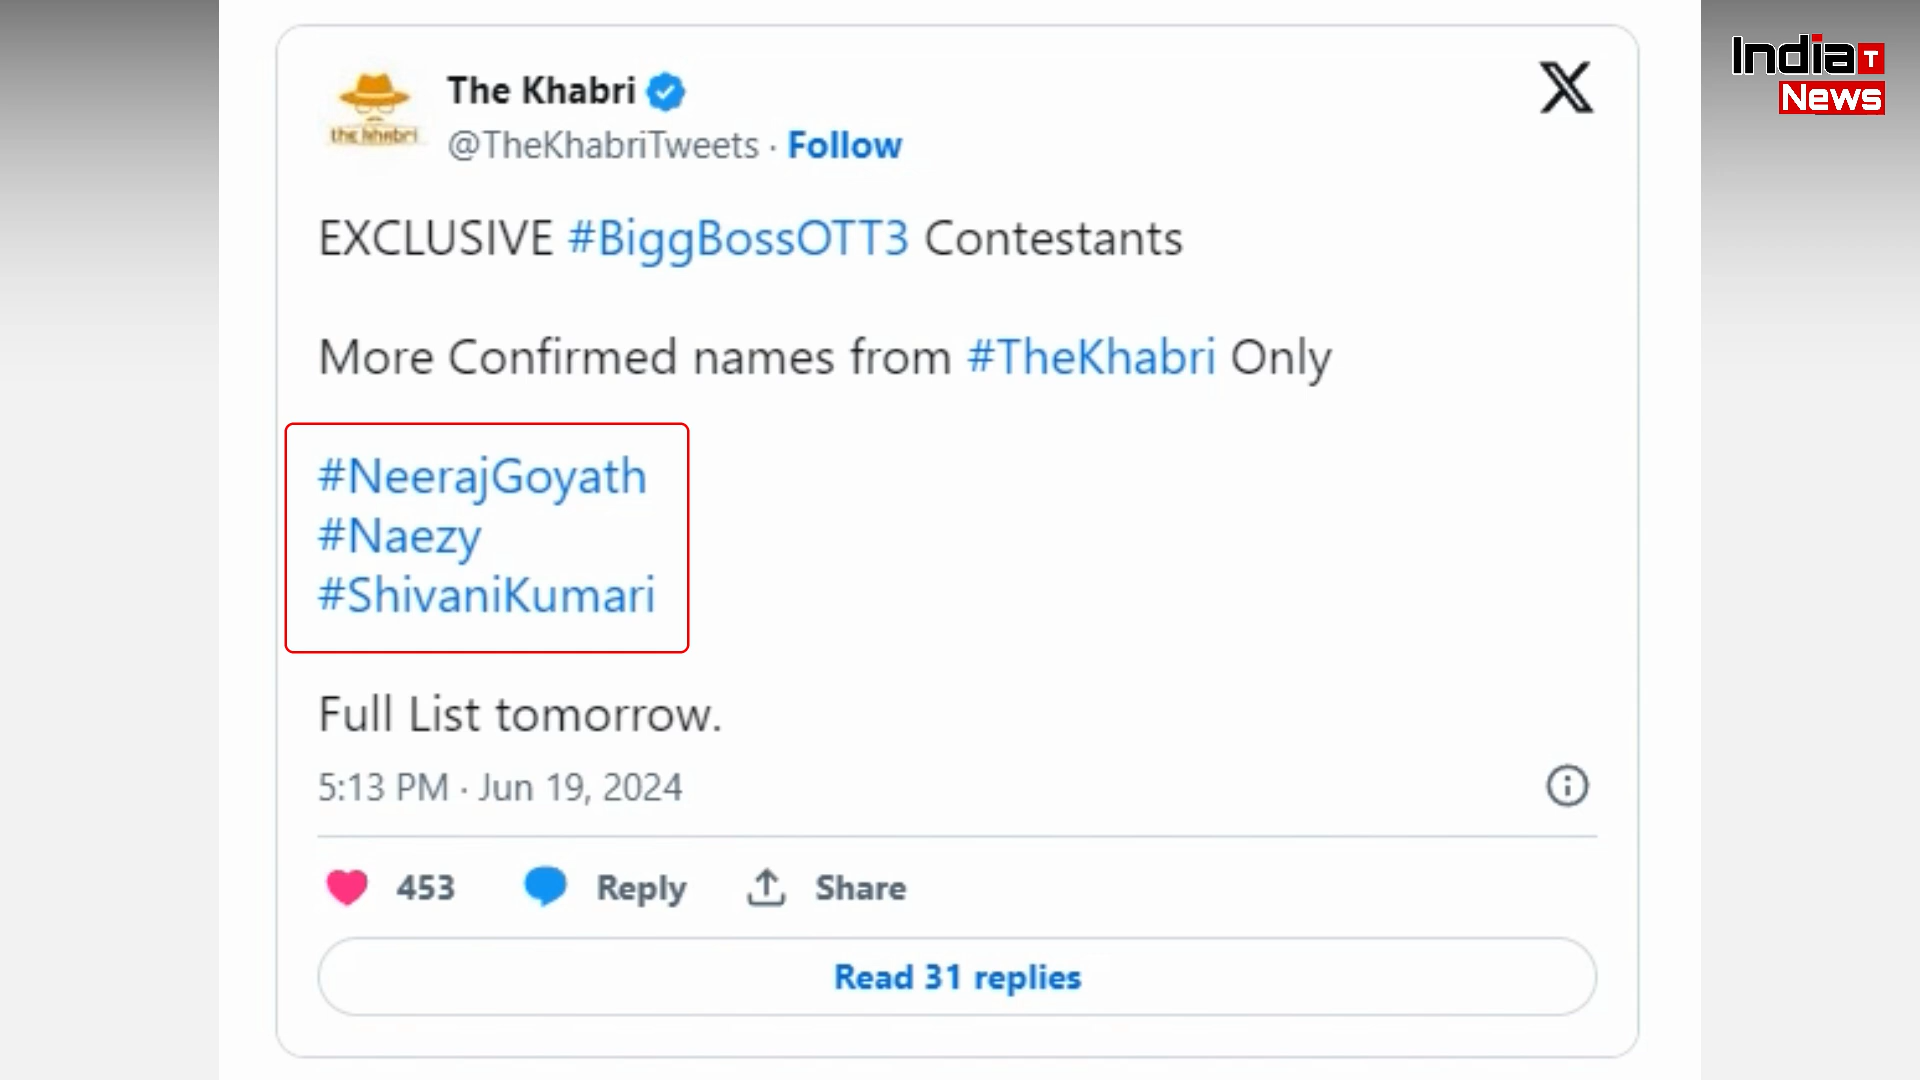 The Khabri
@TheKhabriTweets · Follow
IndiaT
News
the khabri
EXCLUSIVE #BiggBossOTT3 Contestants
More Confirmed names from #TheKhabri Only
#NeerajGoyath
#Naezy
#ShivaniKumari
Full List tomorrow.
5:13 PM · Jun 19, 2024
453 Reply Share
Read 31 replies